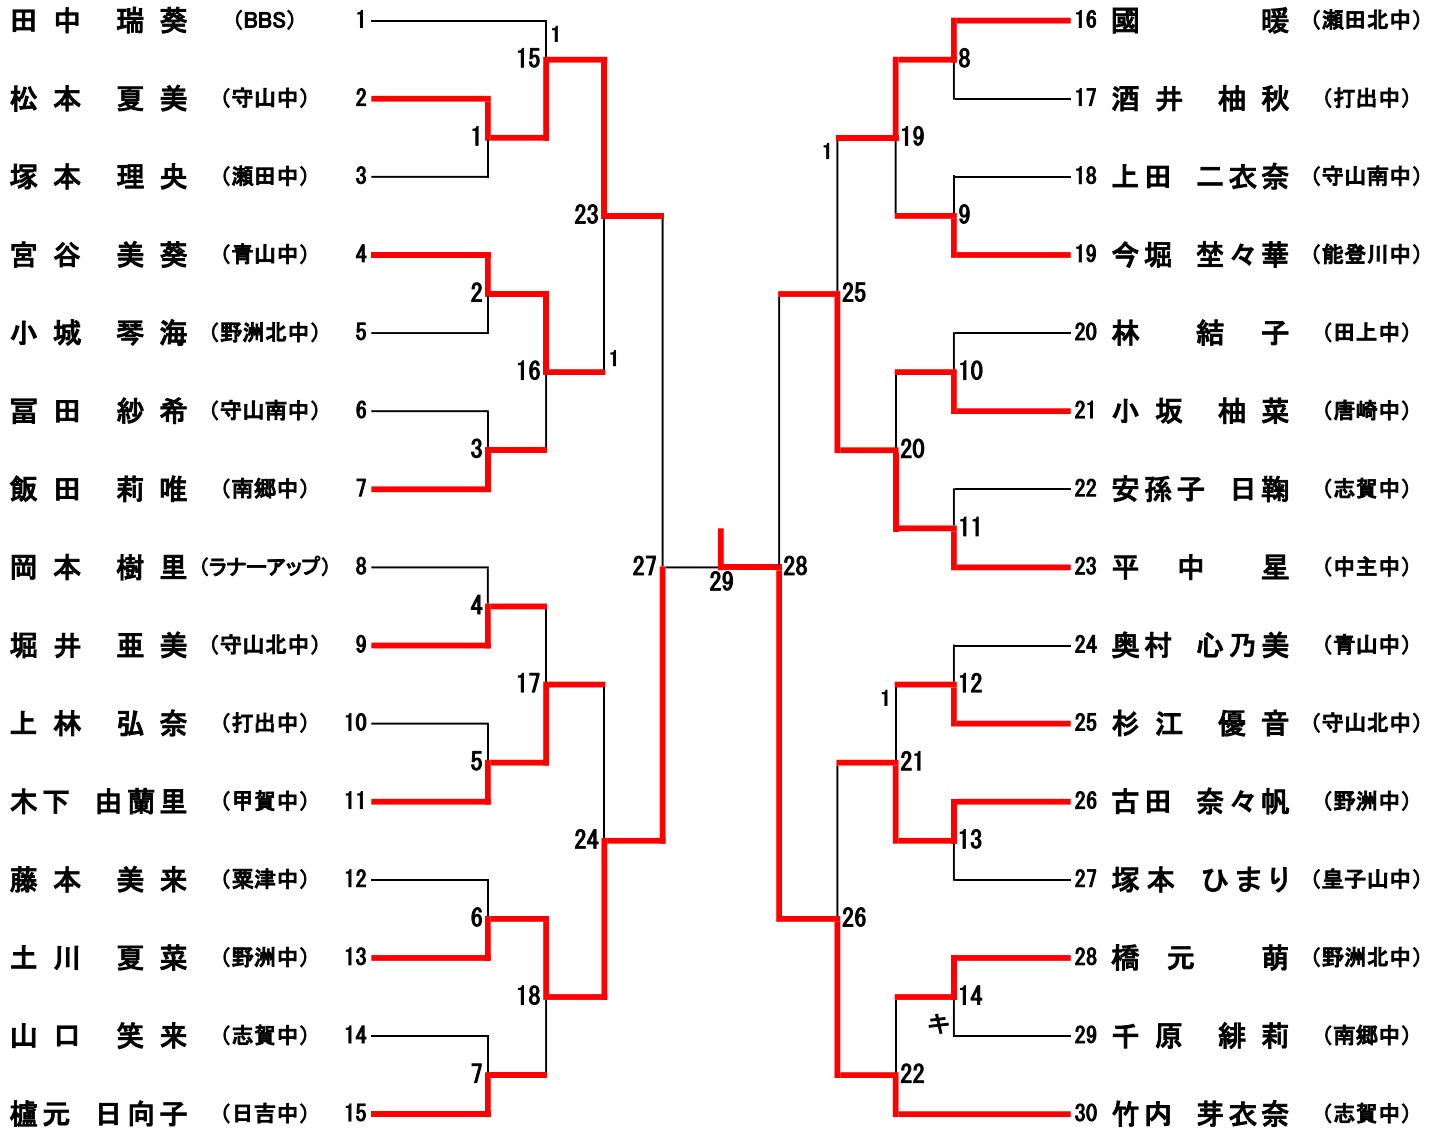 田中 瑞葵 （BBS） 1
松本 夏美 （守山中） 2
塚本 理央 （瀬田中） 3
宮谷 美葵 （青山中） 4
小城 琴海 （野洲北中） 5
冨田 紗希 （守山南中） 6
飯田 莉唯 （南郷中） 7
岡本 樹里 （ラナーアップ） 8
堀井 亜美 （守山北中） 9
上林 弘奈 （打出中） 10
木下 由蘭里 （甲賀中） 11
藤本 美来 （粟津中） 12
土川 夏菜 （野洲中） 13
山口 笑来 （志賀中） 14
櫨元 日向子 （日吉中） 15
1
15
1
23
2
16
1
3
4
17
5
24
6
18
7
27
29
28
1
25
19
8
9
10
20
11
1
12
21
13
26
14
キ
22
16 國 暖 （瀬田北中）
17 酒井 柚秋 （打出中）
18 上田 二衣奈 （守山南中）
19 今堀 埜々華 （能登川中）
20 林 結子 （田上中）
21 小坂 柚菜 （唐崎中）
22 安孫子 日鞠 （志賀中）
23 平中 星 （中主中）
24 奥村 心乃美 （青山中）
25 杉江 優音 （守山北中）
26 古田 奈々帆 （野洲中）
27 塚本 ひまり （皇子山中）
28 橋元 萌 （野洲北中）
29 千原 緋莉 （南郷中）
30 竹内 芽衣奈 （志賀中）